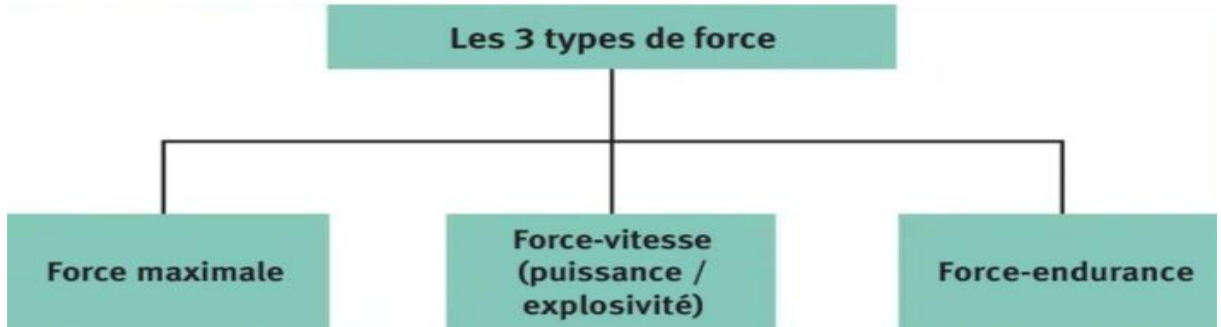 Les 3 types de force
Force maximale
Force-vitesse
(puissance /
explosivité)
Force-endurance